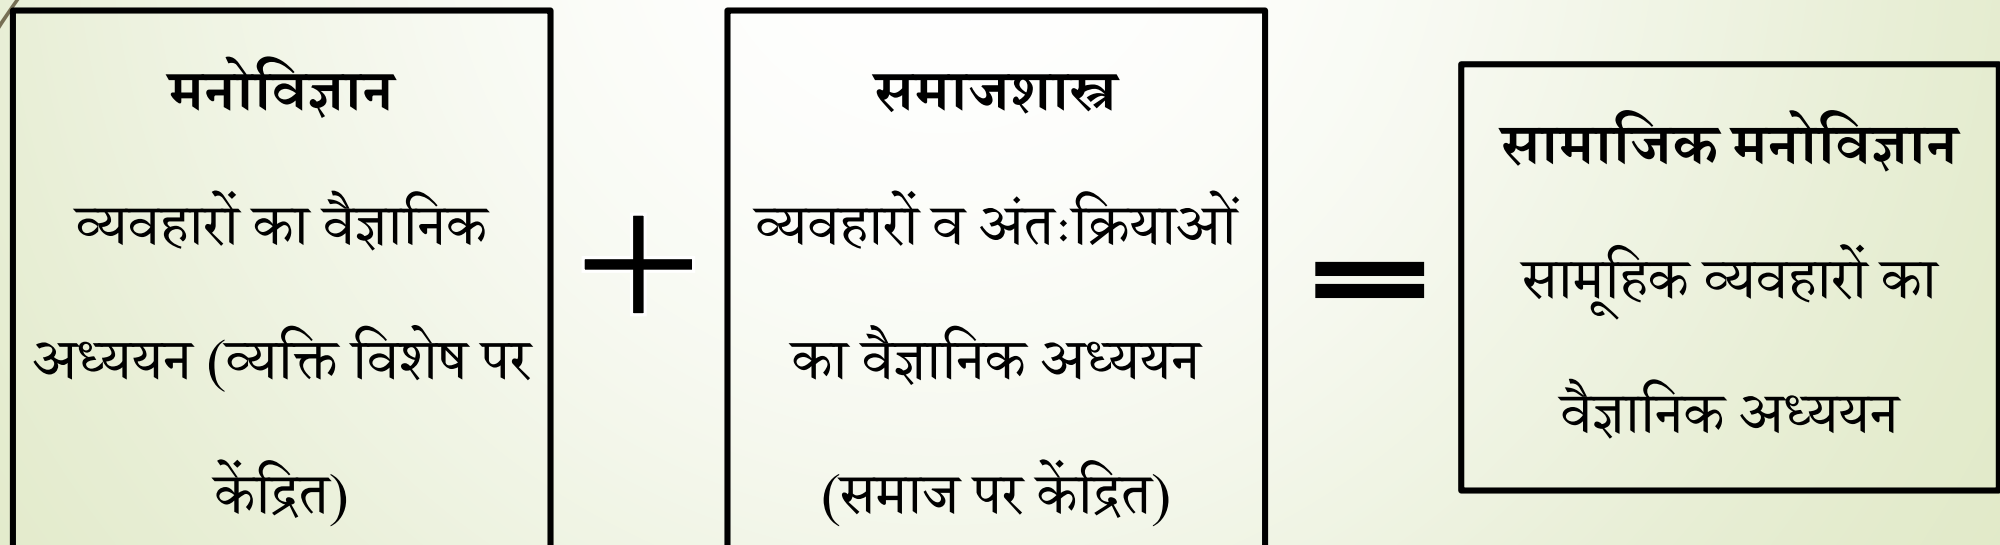 मनोविज्ञान
व्यवहारों का वैज्ञानिक
अध्ययन (व्यक्ति विशेष पर
केंद्रित)
+
समाजशास्त्र
व्यवहारों व अंतःक्रियाओं
का वैज्ञानिक अध्ययन
(समाज पर केंद्रित)
=
सामाजिक मनोविज्ञान
सामूहिक व्यवहारों का
वैज्ञानिक अध्ययन